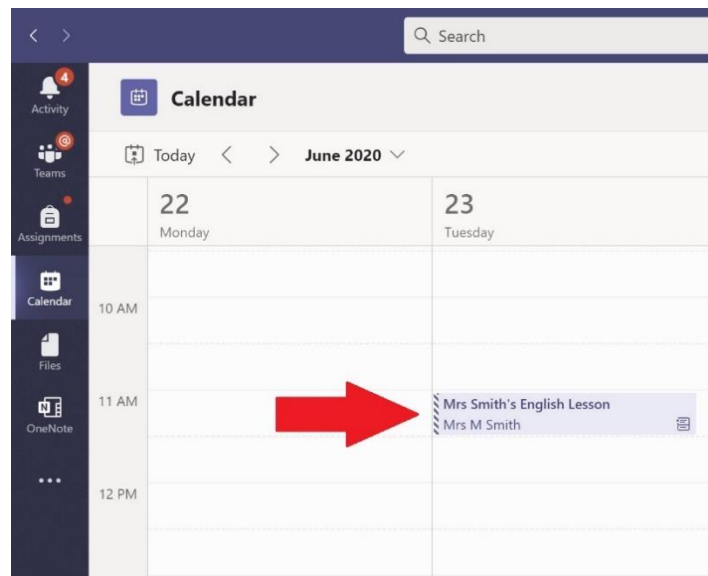 Search
4
Activity
Calendar
@
Teams
Today
June 2020
22
Monday
23
Tuesday
Assignments
Calendar
10 AM
Files
11 AM
Mrs Smith's English Lesson
Mrs M Smith
N
OneNote
12 PM